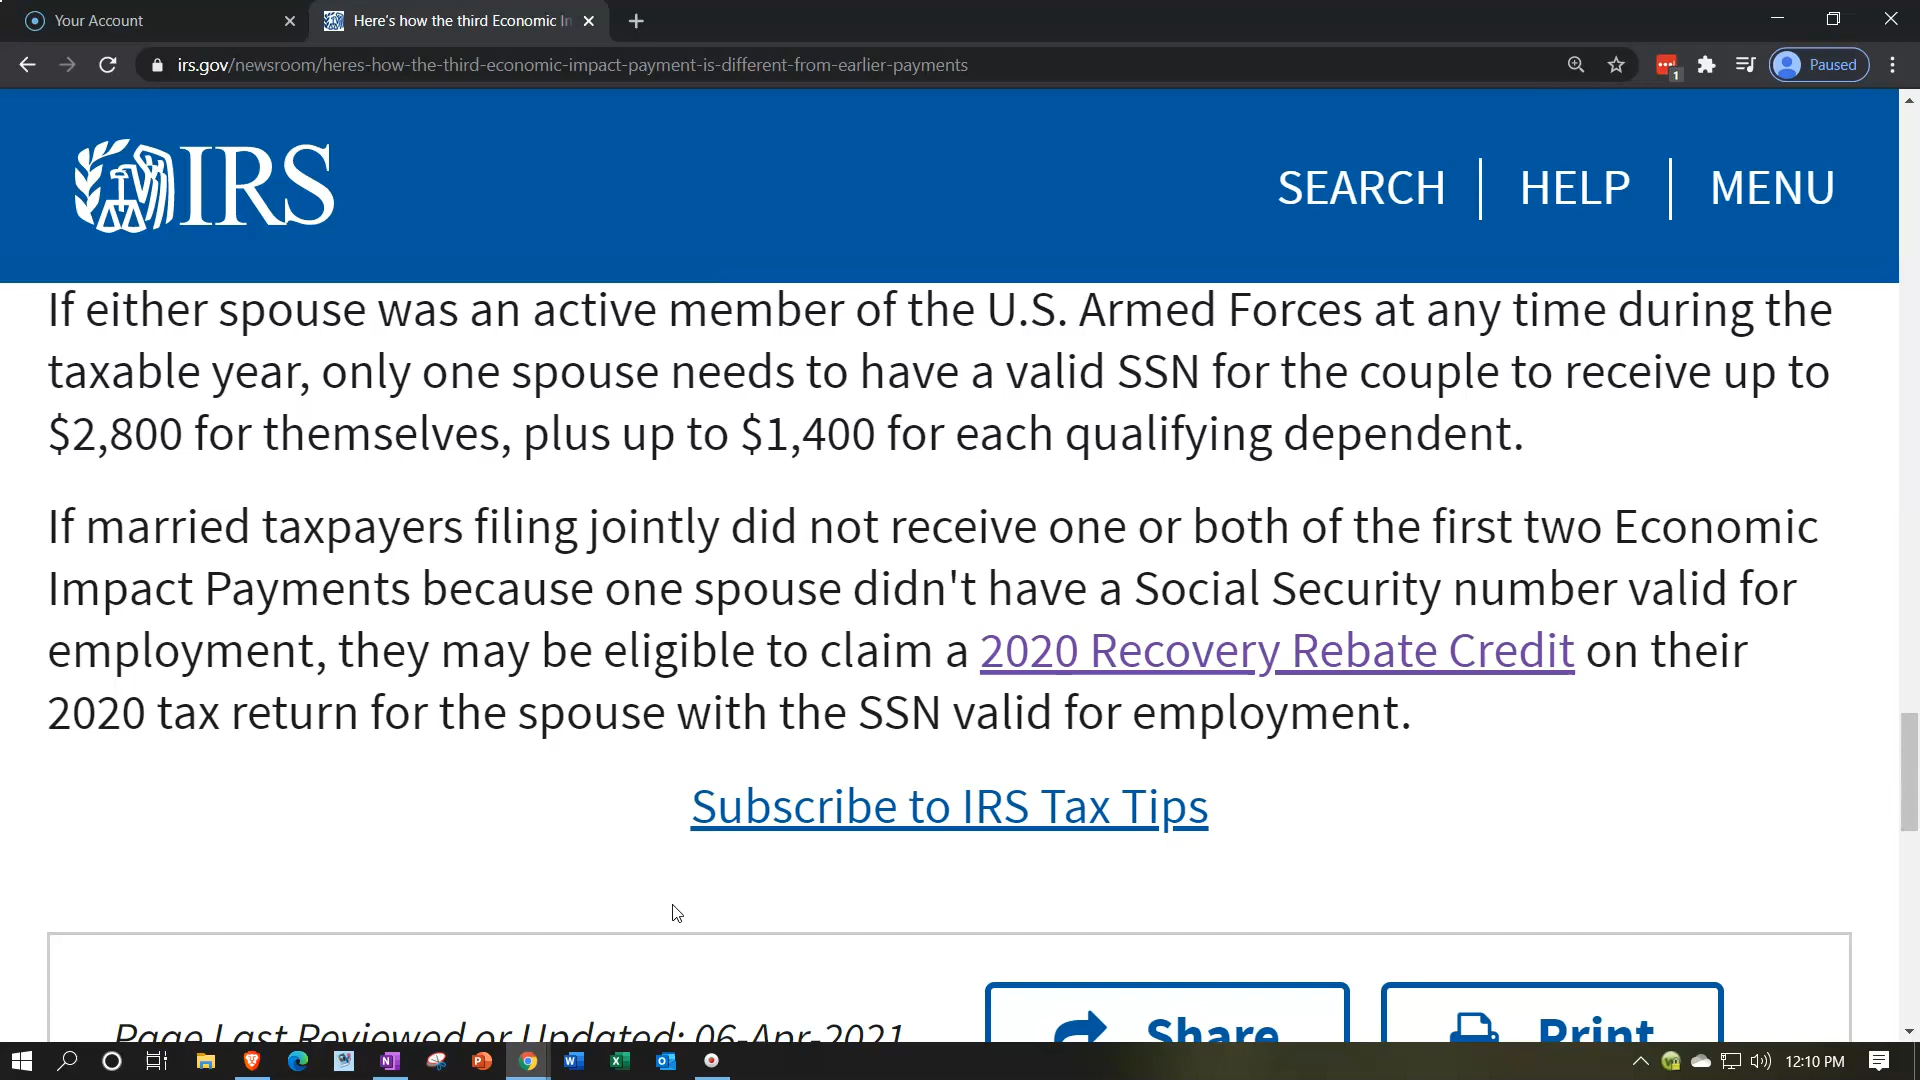 Your Account
Here's how the third Economic In
irs.gov/newsroom/heres-how-the-third-economic-impact-payment-is-different-from-earlier-payments
1
Paused
IRS
SEARCH
HELP
MENU
If either spouse was an active member of the U.S. Armed Forces at any time during the
taxable year, only one spouse needs to have a valid SSN for the couple to receive up to
$2,800 for themselves, plus up to $1,400 for each qualifying dependent.
If married taxpayers filing jointly did not receive one or both of the first two Economic
Impact Payments because one spouse didn't have a Social Security number valid for
employment, they may be eligible to claim a 2020 Recovery Rebate Credit on their
2020 tax return for the spouse with the SSN valid for employment.
Subscribe to IRS Tax Tips
Page Last Reviewed or Updated: 06-Apr-2021
Share
Print
12:10 PM